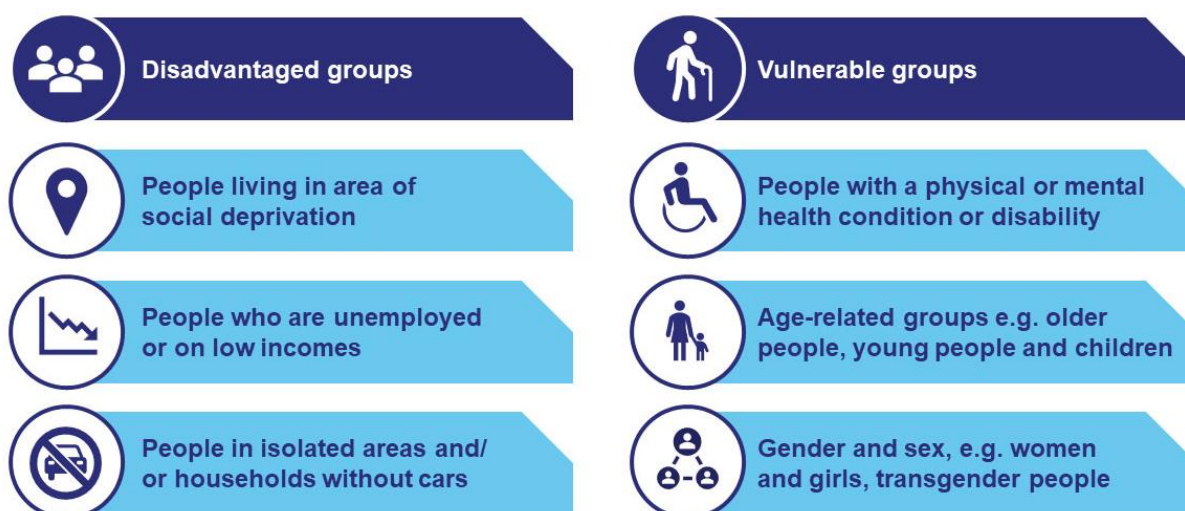 Disadvantaged groups
People living in area of
social deprivation
People who are unemployed
or on low incomes
People in isolated areas and/
or households without cars
Vulnerable groups
People with a physical or mental
health condition or disability
Age-related groups e.g. older
people, young people and children
Gender and sex, e.g. women
and girls, transgender people